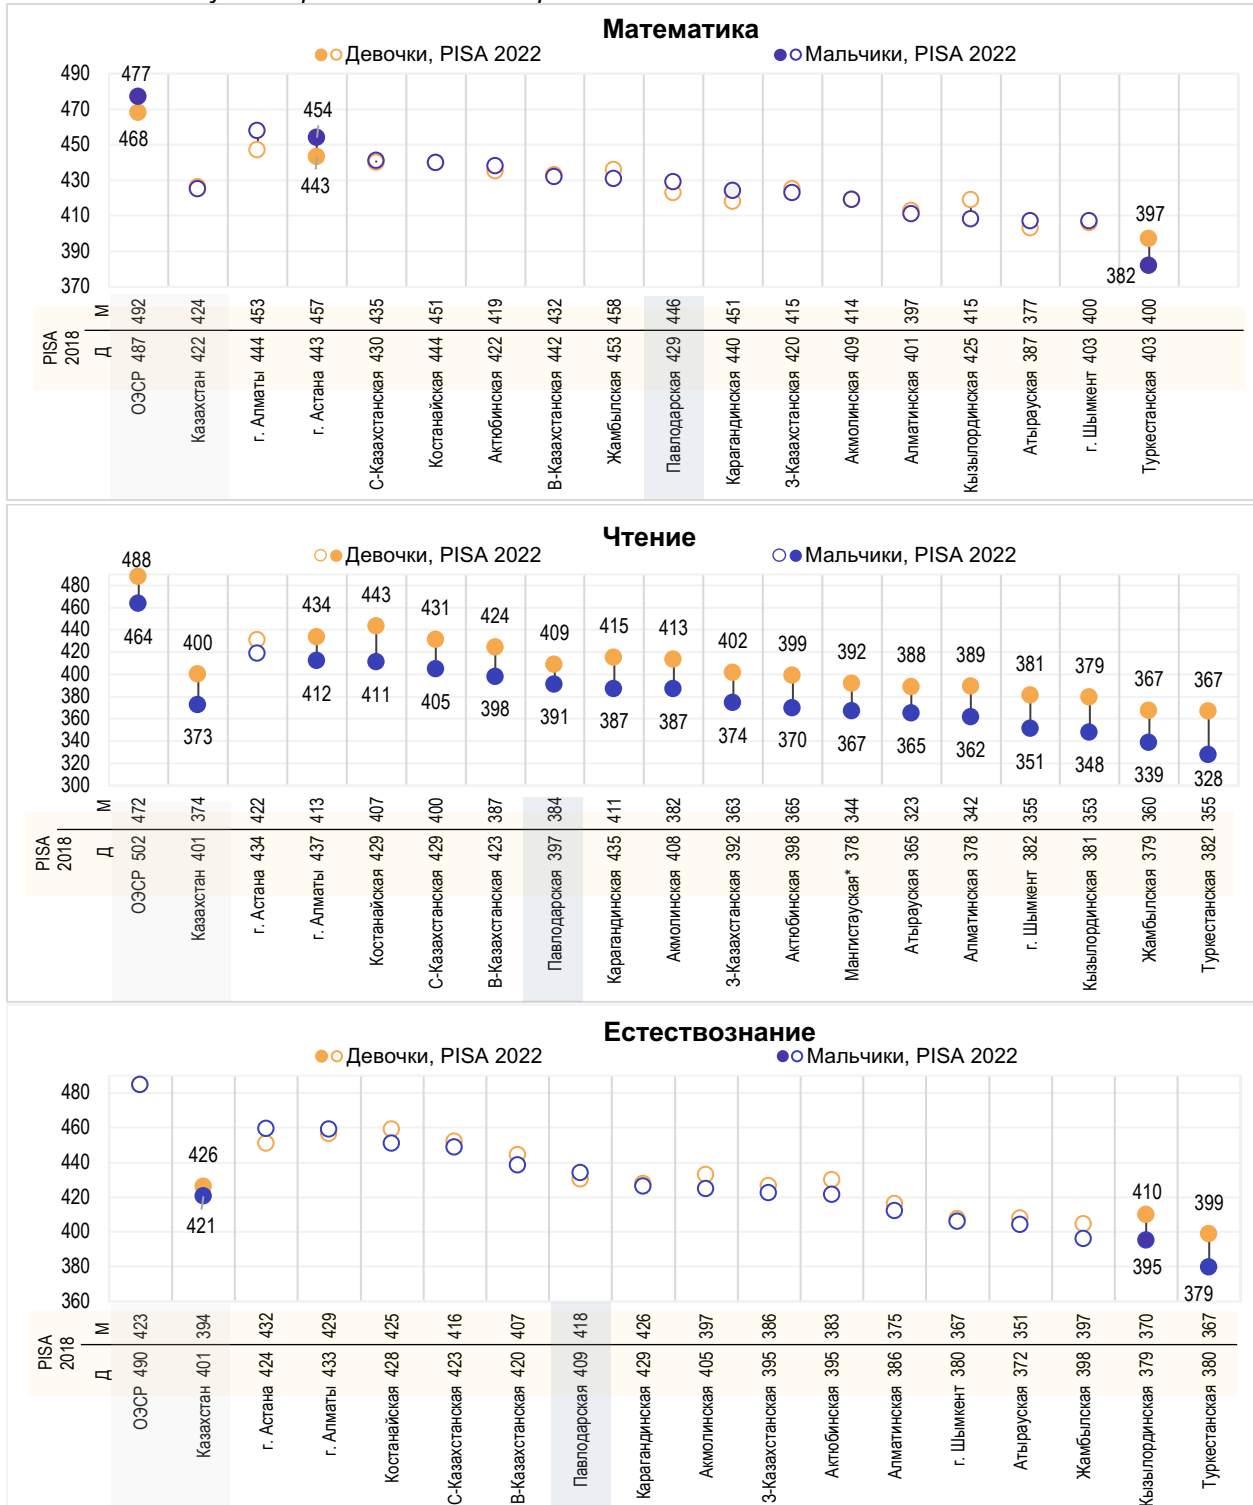 Математика
Девочки, PISA 2022 Мальчики, PISA 2022
490
470
450
430
410
390
370
477
468
454
443
397
382
PISA 2018
М 492 424 453 457 435 451 419 432 458 446 451 415 414 397 415 377 400 400
Д 487 422 444 443 430 444 422 442 453 429 440 420 409 401 425 387 403 403
ОЭСР
Казахстан
г. Алматы
г. Астана
С-Казахстанская
Костанайская
Актюбинская
В-Казахстанская
Жамбылская
Павлодарская
Карагандинская
З-Казахстанская
Акмолинская
Алматинская
Кызылординская
Атырауская
г. Шымкент
Туркестанская
Чтение
Девочки, PISA 2022 Мальчики, PISA 2022
480
460
440
420
400
380
360
340
320
300
488 400 434 443 431 424 409 415 413 402 399 392 388 389 381 379 367 367
464 373 412 411 405 398 391 387 387 374 370 367 365 362 351 348 339 328
PISA 2018
М 472 374 422 413 407 400 387 384 411 382 363 365 344 323 342 355 353 360 355
Д 502 401 434 437 429 429 423 397 435 408 392 398 378 365 378 382 381 379 382
ОЭСР
Казахстан
г. Астана
г. Алматы
Костанайская
С-Казахстанская
В-Казахстанская
Павлодарская
Карагандинская
Акмолинская
З-Казахстанская
Актюбинская
Мангистауская*
Атырауская
Алматинская
г. Шымкент
Кызылординская
Жамбылская
Туркестанская
Естествознание
Девочки, PISA 2022 Мальчики, PISA 2022
480
460
440
420
400
380
360
426
421
410
395
399
379
PISA 2018
М 423 394 432 429 425 416 407 418 426 397 386 383 375 367 351 397 370 367
Д 490 401 424 433 428 423 420 409 429 405 395 395 386 380 372 398 379 380
ОЭСР
Казахстан
г. Астана
г. Алматы
Костанайская
С-Казахстанская
В-Казахстанская
Павлодарская
Карагандинская
Акмолинская
З-Казахстанская
Актюбинская
Алматинская
г. Шымкент
Атырауская
Жамбылская
Кызылординская
Туркестанская